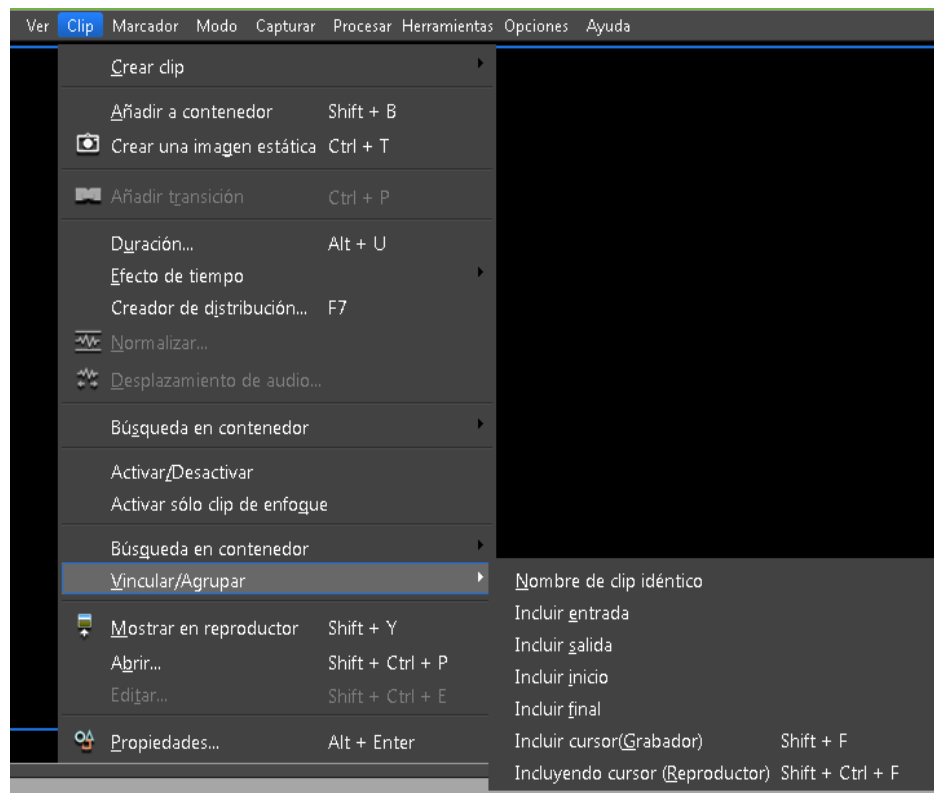 Ver Clip Marcador Modo Capturar Procesar Herramientas Opciones Ayuda
Crear clip
Añadir a contenedor Shift + B
Crear una imagen estática Ctrl + T
Añadir transición Ctrl + P
Duración... Alt + U
Efecto de tiempo
Creador de distribución... F7
Normalizar...
Desplazamiento de audio...
Búsqueda en contenedor
Activar/Desactivar
Activar sólo clip de enfoque
Búsqueda en contenedor
Vincular/Agrupar
Mostrar en reproductor Shift + Y
Abrir... Shift + Ctrl + P
Editar... Shift + Ctrl + E
Propiedades... Alt + Enter
Nombre de clip idéntico
Incluir entrada
Incluir salida
Incluir inicio
Incluir final
Incluir cursor(Grabador) Shift + F
Incluyendo cursor (Reproductor) Shift + Ctrl + F